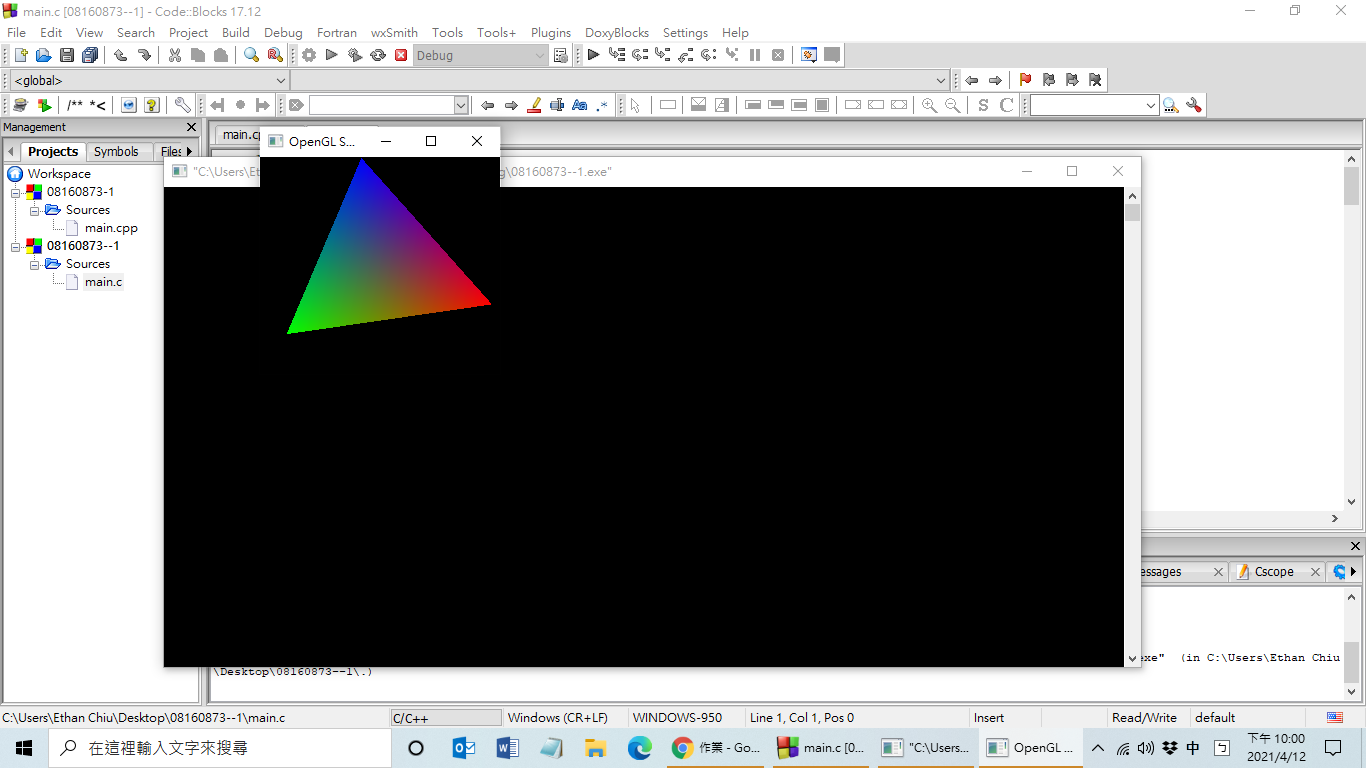 main.c [08160873--1] - Code::Blocks 17.12
File Edit View Search Project Build Debug Fortran wxSmith Tools Tools+ Plugins DoxyBlocks Settings Help
Debug
<global>
/** *<
Aa .*
S C
Management
Projects Symbols Files
main.cp
OpenGL S...
"C:\Users\Et
g\08160873--1.exe"
Workspace
08160873-1
Sources
main.cpp
08160873--1
Sources
main.c
essages Cscope
exe" (in C:\Users\Ethan Chiu
\Desktop\08160873--1\.)
C:\Users\Ethan Chiu\Desktop\08160873--1\main.c C/C++ Windows (CR+LF) WINDOWS-950 Line 1, Col 1, Pos 0 Insert Read/Write default
在這裡輸入文字來搜尋
作業 - Go...
main.c [0...
"C:\Users...
OpenGL ...
中
下午 10:00
2021/4/12